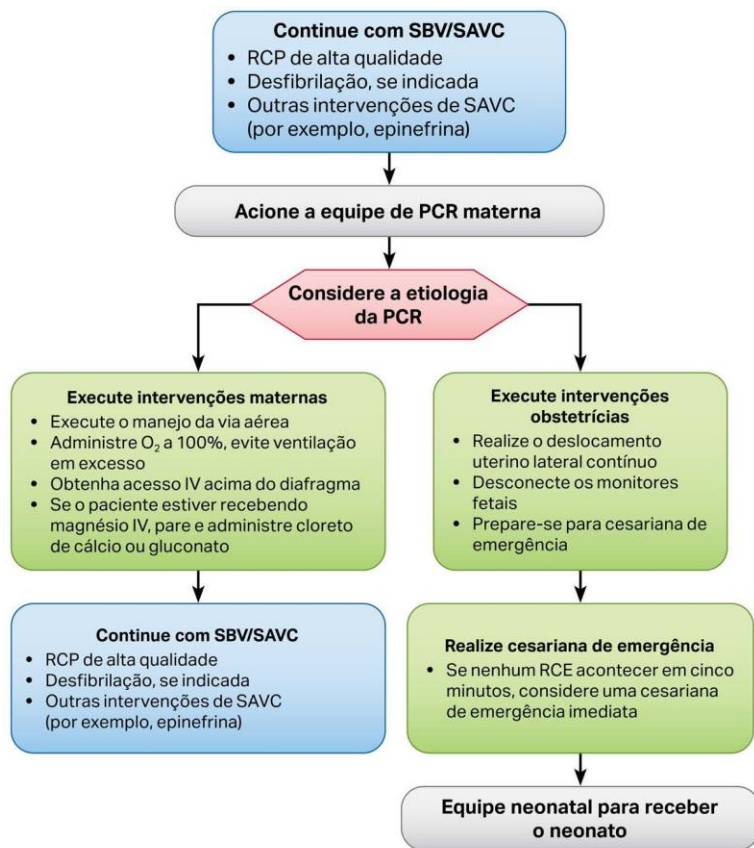 Continue com SBV/SAVC
• RCP de alta qualidade
• Desfibrilação, se indicada
• Outras intervenções de SAVC
(por exemplo, epinefrina)
Acione a equipe de PCR materna
Considere a etiologia
da PCR
Execute intervenções maternas
• Execute o manejo da via aérea
• Administre O₂ a 100%, evite ventilação
em excesso
• Obtenha acesso IV acima do diafragma
• Se o paciente estiver recebendo
magnésio IV, pare e administre cloreto
de cálcio ou gluconato
Continue com SBV/SAVC
• RCP de alta qualidade
• Desfibrilação, se indicada
• Outras intervenções de SAVC
(por exemplo, epinefrina)
Execute intervenções
obstetrícias
• Realize o deslocamento
uterino lateral contínuo
• Desconecte os monitores
fetais
• Prepare-se para cesariana de
emergência
Realize cesariana de emergência
• Se nenhum RCE acontecer em cinco
minutos, considere uma cesariana
de emergência imediata
Equipe neonatal para receber
o neonato